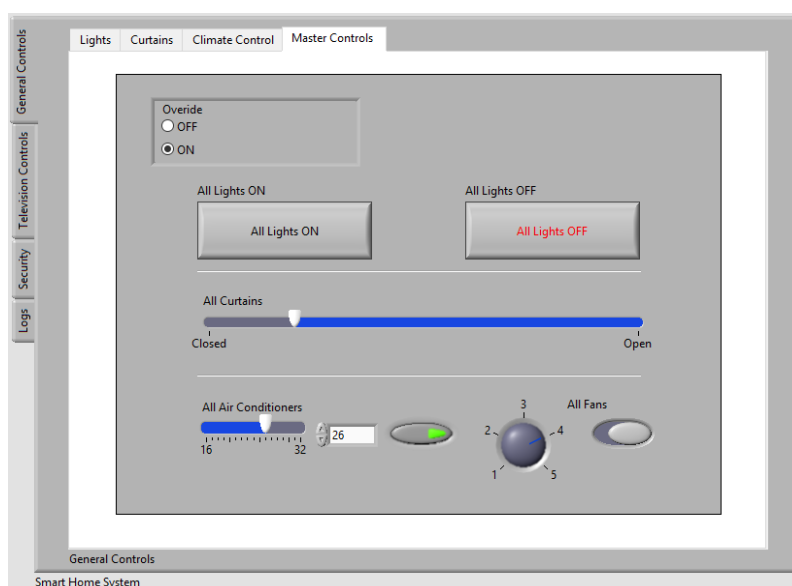 General Controls
Television Controls
Security
Logs
Lights Curtains Climate Control Master Controls
Overide
OFF
ON
All Lights ON All Lights OFF
All Lights ON All Lights OFF
All Curtains
Closed Open
All Air Conditioners 3 All Fans
26 2 4
16 32
1 5
General Controls
Smart Home System